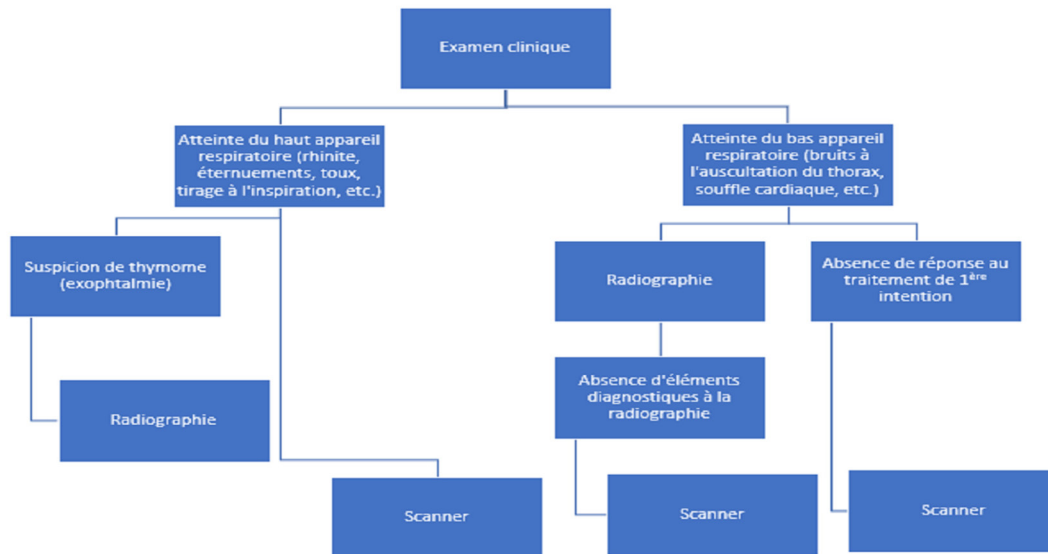 Examen clinique
Atteinte du haut appareil
respiratoire (rhinite,
éternuements, toux,
tirage à l'inspiration, etc.)
Atteinte du bas appareil
respiratoire (bruits à
l'auscultation du thorax,
souffle cardiaque, etc.)
Suspicion de thymome
(exophtalmie)
Radiographie
Absence de réponse au
traitement de 1ère
intention
Radiographie
Absence d'éléments
diagnostiques à la
radiographie
Scanner
Scanner
Scanner